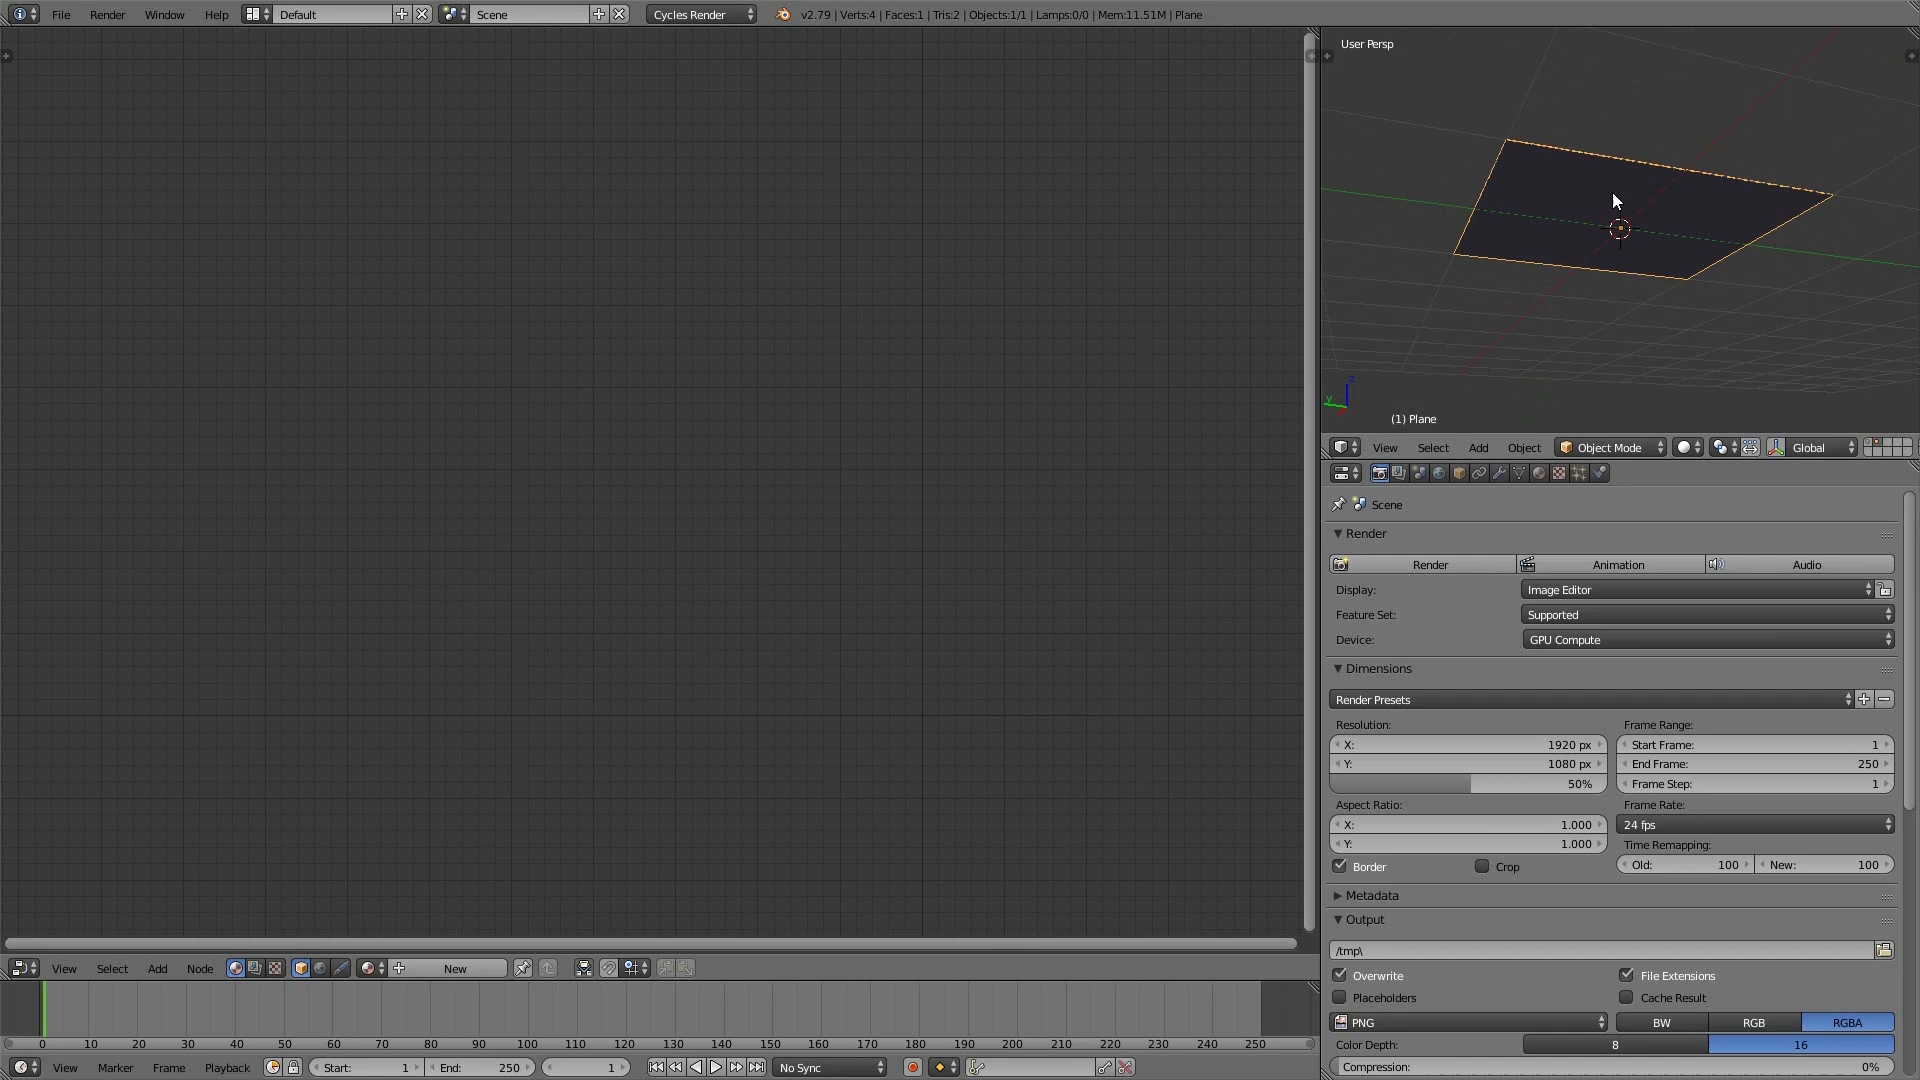 File Render Window Help Default Scene Cycles Render v2.79 | Verts:4 | Faces:1 | Tris:2 | Objects:1/1 | Lamps:0/0 | Mem:11.51M | Plane
User Persp
z
y
(1) Plane
View Select Add Object Object Mode Global
Scene
Render
Render Animation Audio
Display: Image Editor
Feature Set: Supported
Device: GPU Compute
Dimensions
Render Presets
Resolution: Frame Range:
X: 1920 px Start Frame: 1
Y: 1080 px End Frame: 250
50% Frame Step: 1
Aspect Ratio: Frame Rate:
X: 1.000 24 fps
Y: 1.000 Time Remapping:
Border Crop Old: 100 New: 100
Metadata
Output
/tmp\
Overwrite File Extensions
Placeholders Cache Result
PNG BW RGB RGBA
Color Depth: 8 16
Compression: 0%
View Select Add Node New
0 10 20 30 40 50 60 70 80 90 100 110 120 130 140 150 160 170 180 190 200 210 220 230 240 250
View Marker Frame Playback Start: 1 End: 250 1 No Sync